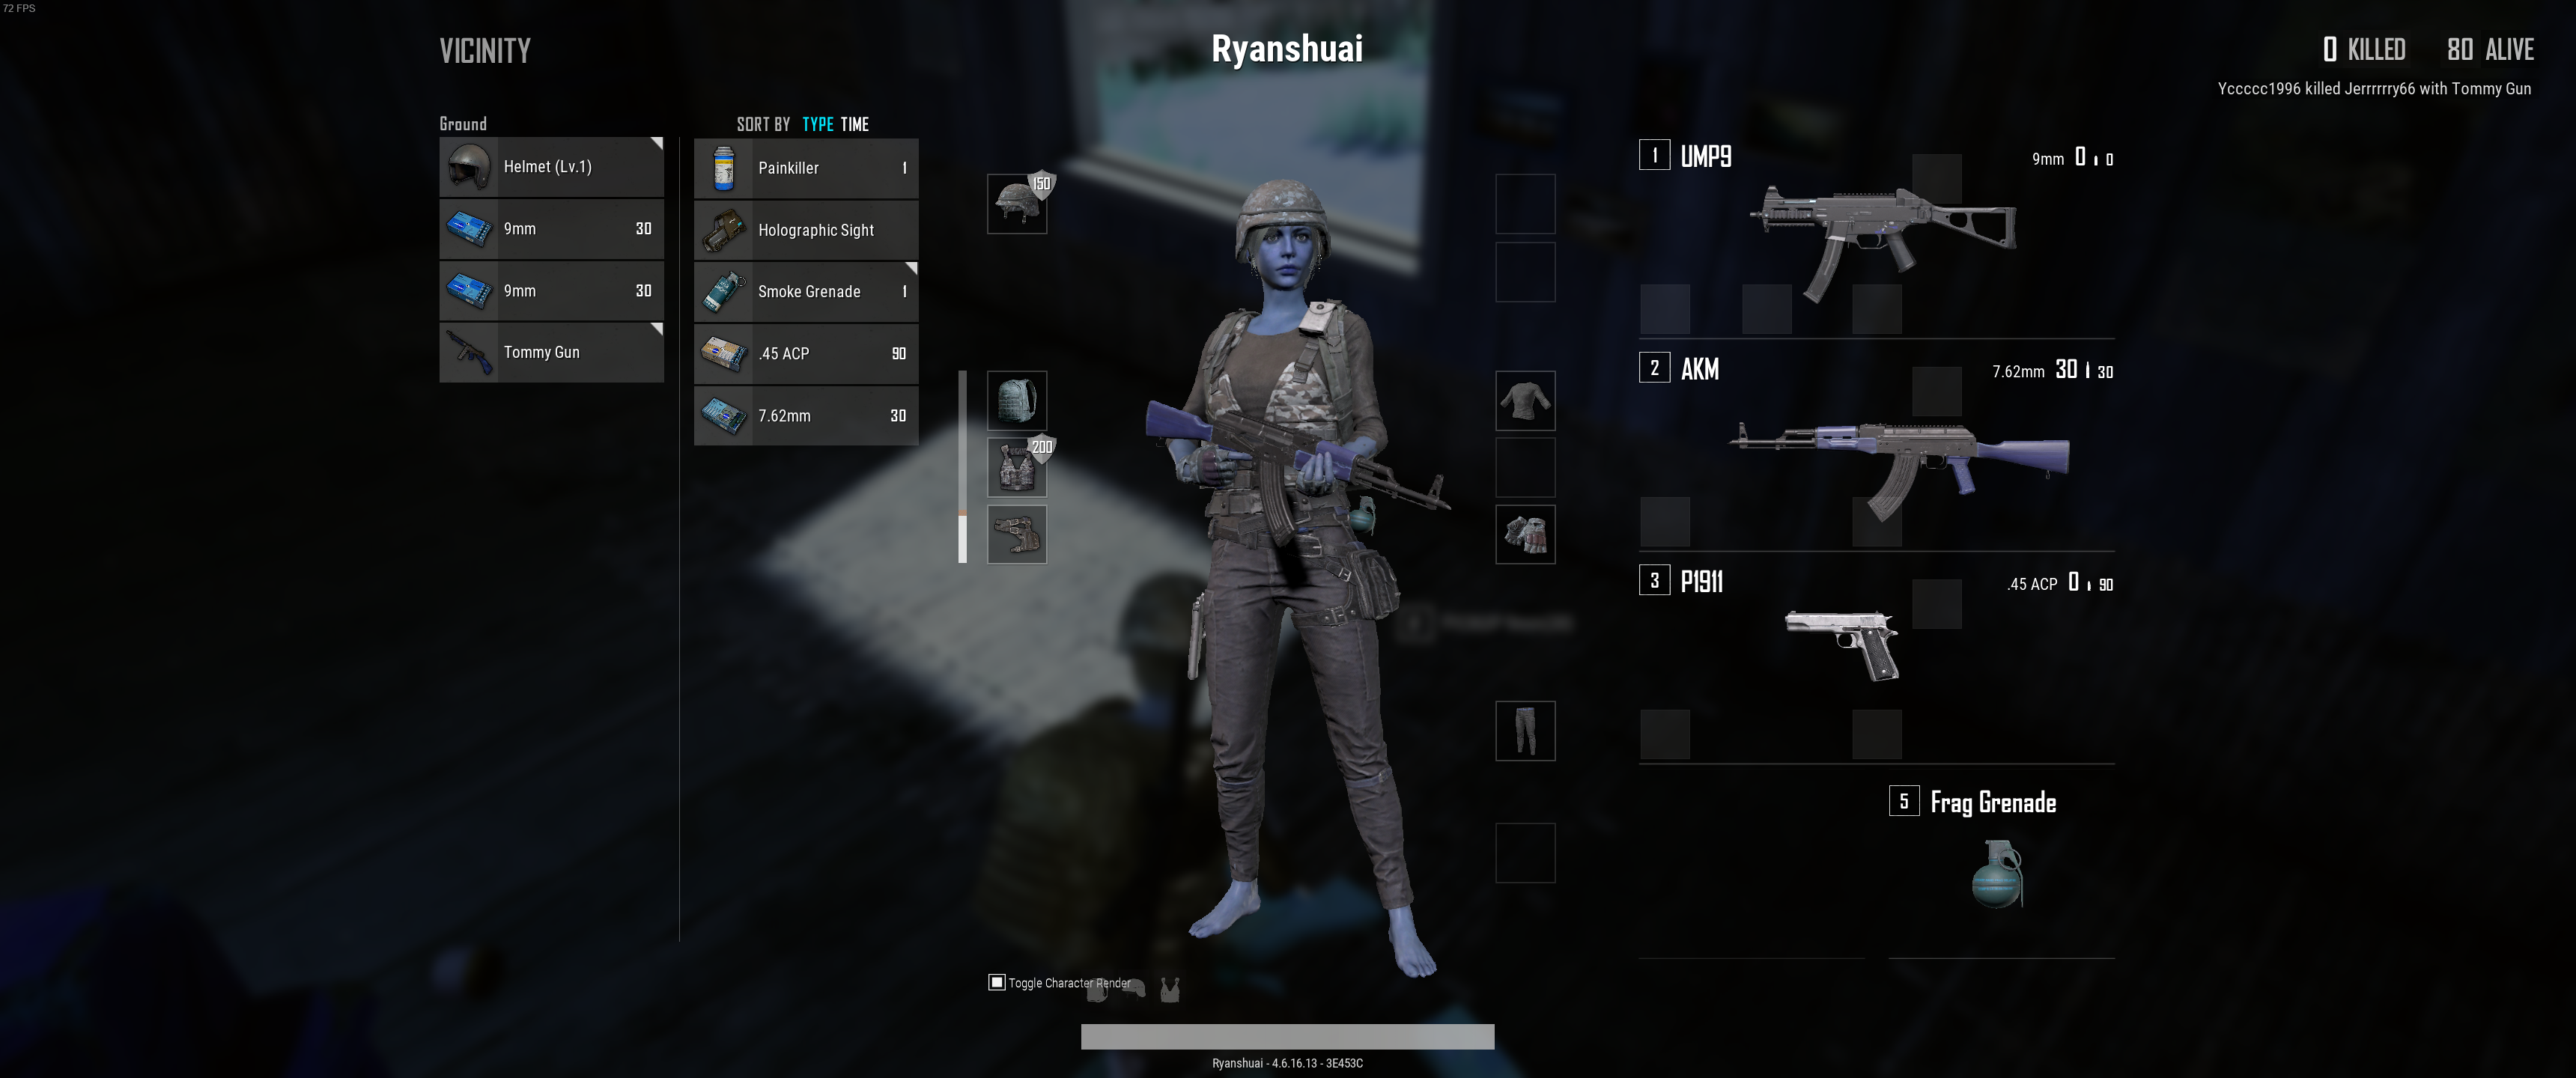 72 FPS
VICINITY
Ryanshuai
0 KILLED 80 ALIVE
Yccccc1996 killed Jerrrrrry66 with Tommy Gun
Ground
Helmet (Lv.1)
9mm 30
9mm 30
Tommy Gun
SORT BY TYPE TIME
Painkiller 1
Holographic Sight
Smoke Grenade 1
.45 ACP 90
7.62mm 30
150
200
1 UMP9 9mm 0 0
2 AKM 7.62mm 30 30
3 P1911 .45 ACP 0 90
5 Frag Grenade
Toggle Character Render
Ryanshuai - 4.6.16.13 - 3E453C